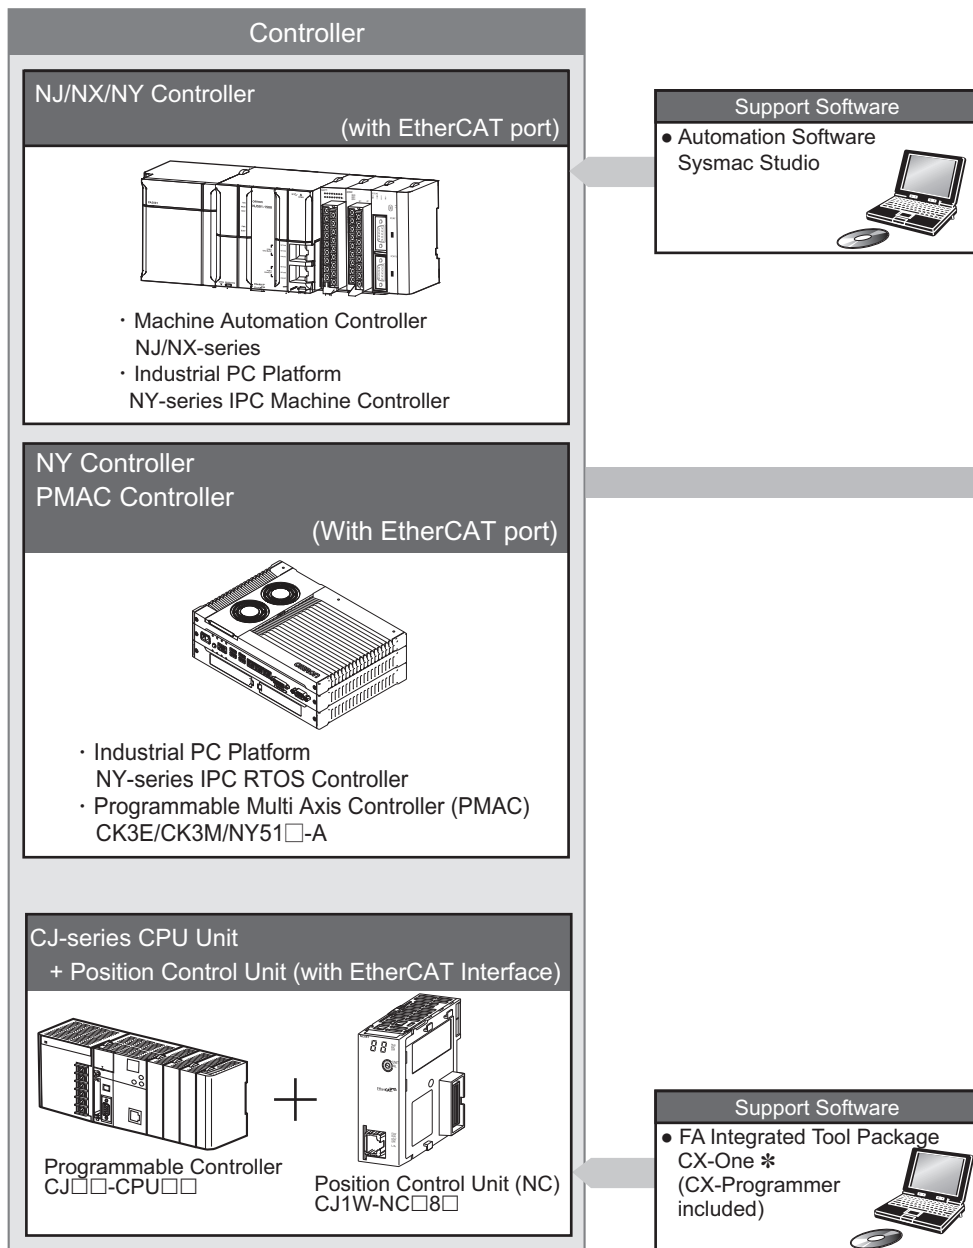 Controller
NJ/NX/NY Controller
(with EtherCAT port)
・Machine Automation Controller
NJ/NX-series
・Industrial PC Platform
NY-series IPC Machine Controller
Support Software
● Automation Software
Sysmac Studio
NY Controller
PMAC Controller
(With EtherCAT port)
・Industrial PC Platform
NY-series IPC RTOS Controller
・Programmable Multi Axis Controller (PMAC)
CK3E/CK3M/NY51□-A
CJ-series CPU Unit
+ Position Control Unit (with EtherCAT Interface)
Programmable Controller
CJ□□-CPU□□
+
Position Control Unit (NC)
CJ1W-NC□8□
Support Software
● FA Integrated Tool Package
CX-One ✽
(CX-Programmer
included)